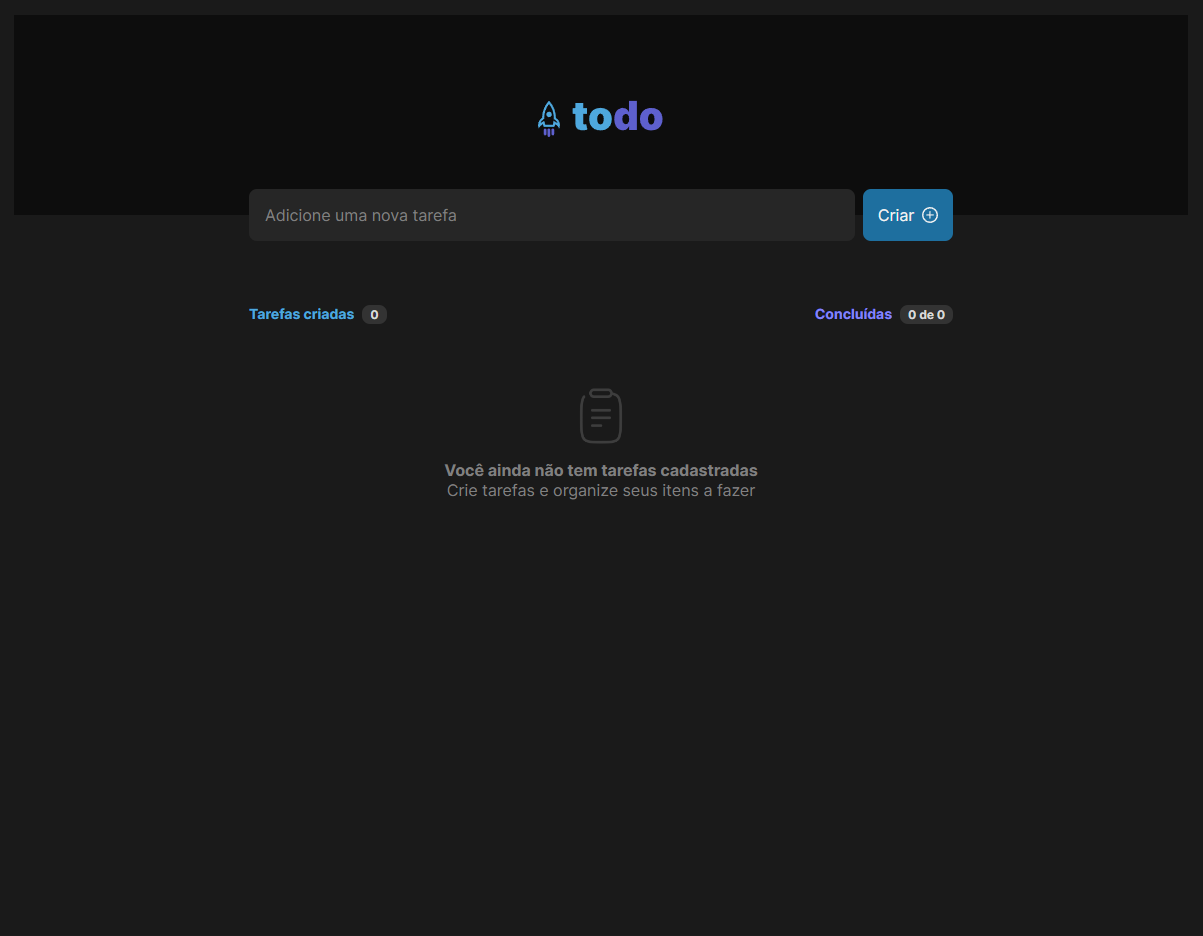 todo
Adicione uma nova tarefa
Criar
Tarefas criadas 0
Concluídas 0 de 0
Você ainda não tem tarefas cadastradas
Crie tarefas e organize seus itens a fazer